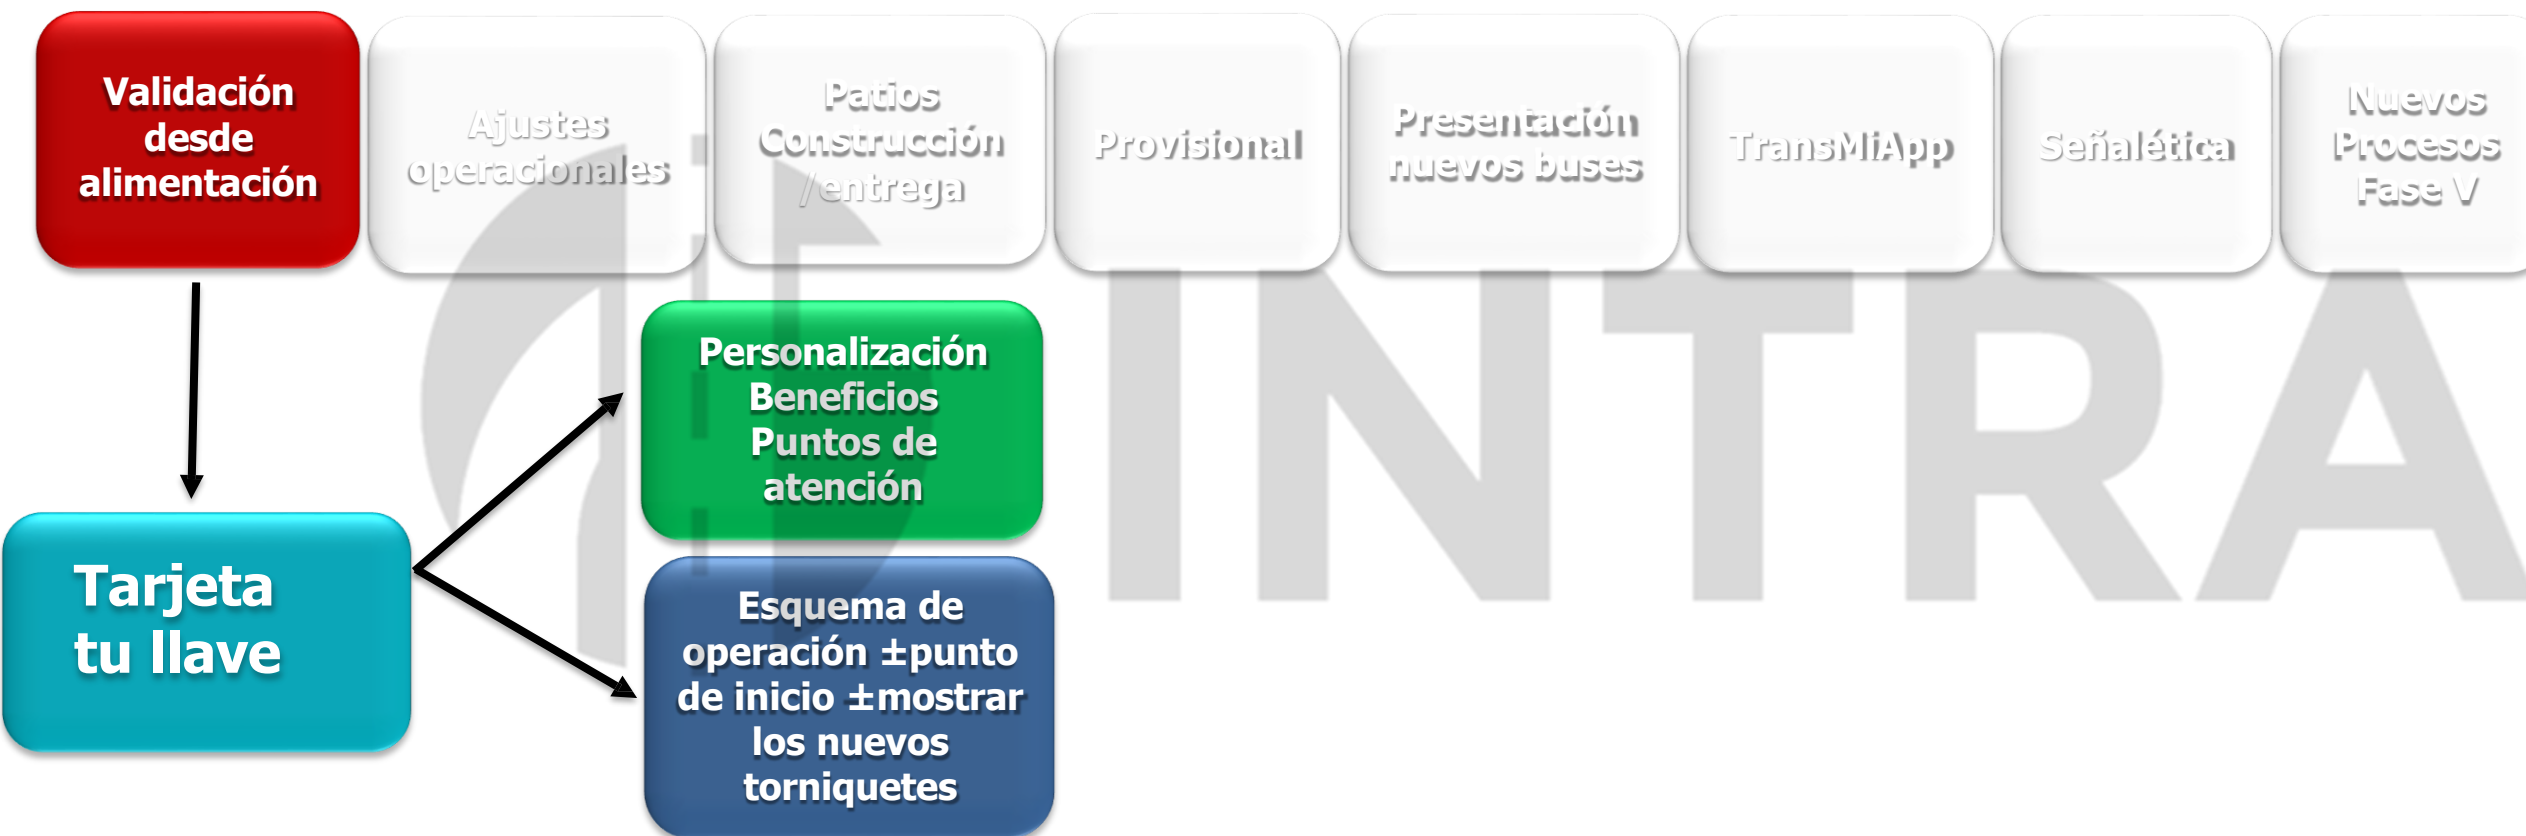 Validación
desde
alimentación
Ajustes
operacionales
Patios
Construcción
/entrega
Provisional
Presentación
nuevos buses
TransMiApp
Señalética
Nuevos
Procesos
Fase V
Personalización
Beneficios
Puntos de
atención
Tarjeta
tu llave
Esquema de
operación ±punto
de inicio ±mostrar
los nuevos
torniquetes
INTRA